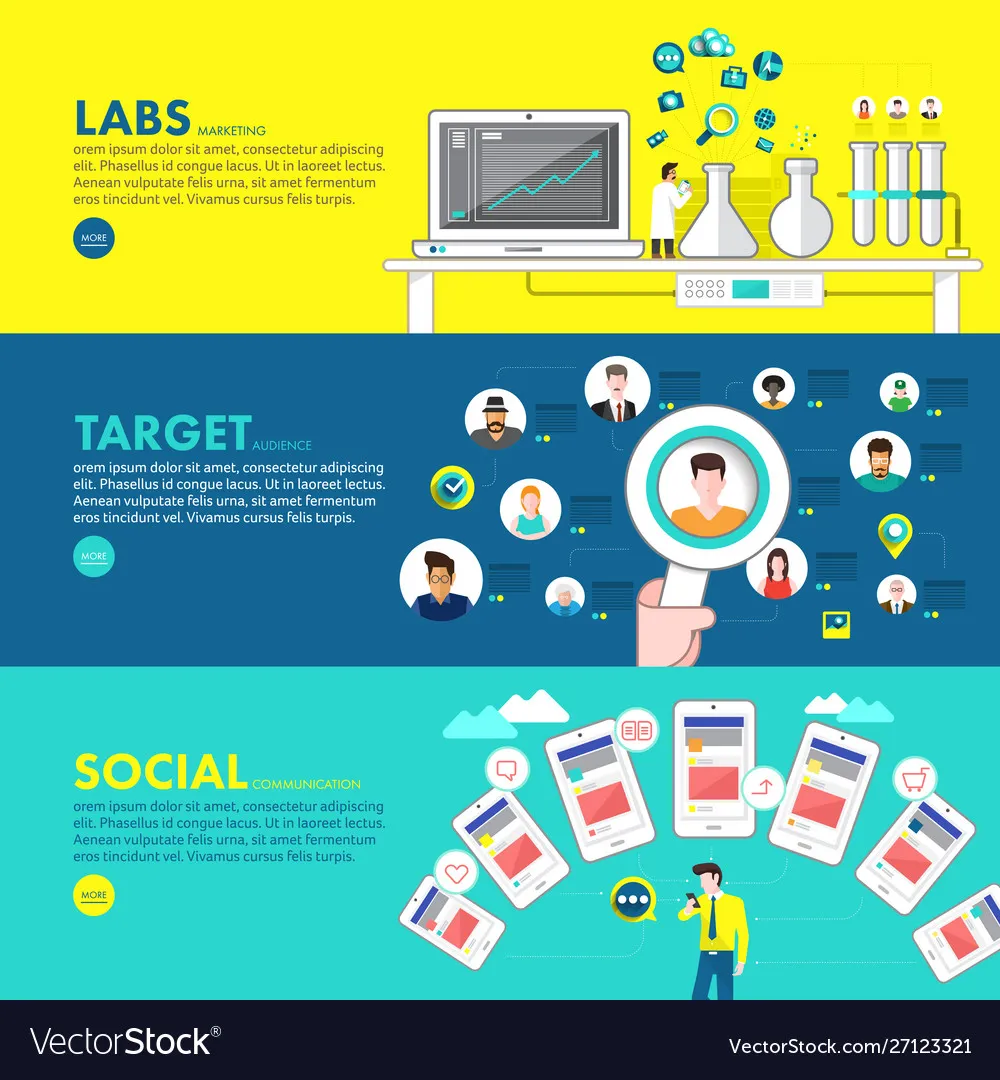 LABS MARKETING
orem ipsum dolor sit amet, consectetur adipiscing
elit. Phasellus id congue lacus. Ut in laoreet lectus.
Aenean vulputate felis urna, sit amet fermentum
eros tincidunt vel. Vivamus cursus felis turpis.
MORE
TARGET AUDIENCE
orem ipsum dolor sit amet, consectetur adipiscing
elit. Phasellus id congue lacus. Ut in laoreet lectus.
Aenean vulputate felis urna, sit amet fermentum
eros tincidunt vel. Vivamus cursus felis turpis.
MORE
SOCIAL COMMUNICATION
orem ipsum dolor sit amet, consectetur adipiscing
elit. Phasellus id congue lacus. Ut in laoreet lectus.
Aenean vulputate felis urna, sit amet fermentum
eros tincidunt vel. Vivamus cursus felis turpis.
MORE
VectorStock®
VectorStock.com/27123321